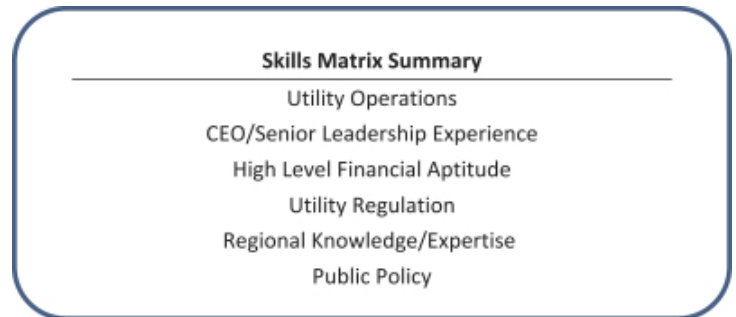 Skills Matrix Summary
Utility Operations
CEO/Senior Leadership Experience
High Level Financial Aptitude
Utility Regulation
Regional Knowledge/Expertise
Public Policy